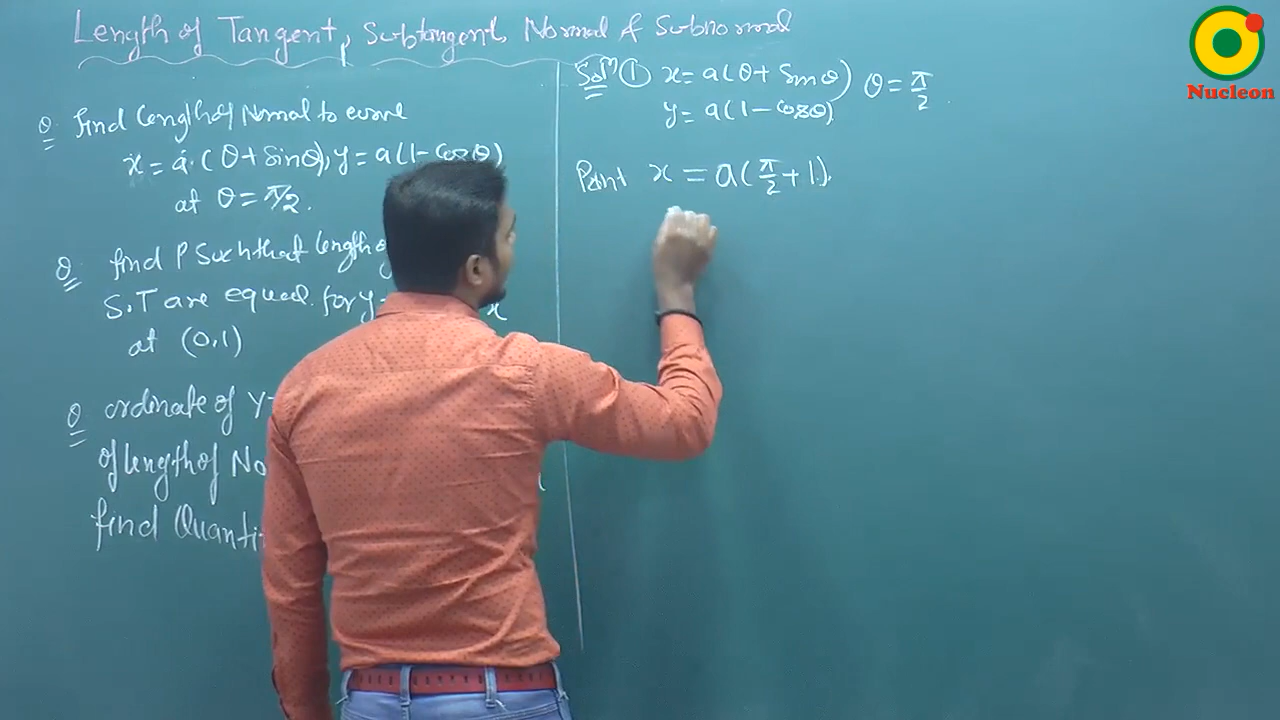 Length of Tangent, Subtangent, Normal & Subnormal
Q find length of Normal to curve
x = a (θ + Sinθ), y = a(1 - Cosθ)
at θ = π/2.
Q find P Such that length of
S.T are equal for y
x
at (0,1)
Q ordinate of y
of length of No
find Quanti
Solⁿ ① x = a(θ + Sinθ) θ = π/2
y = a(1 - Cosθ)
Point x = a(π/2 + 1).
Nucleon